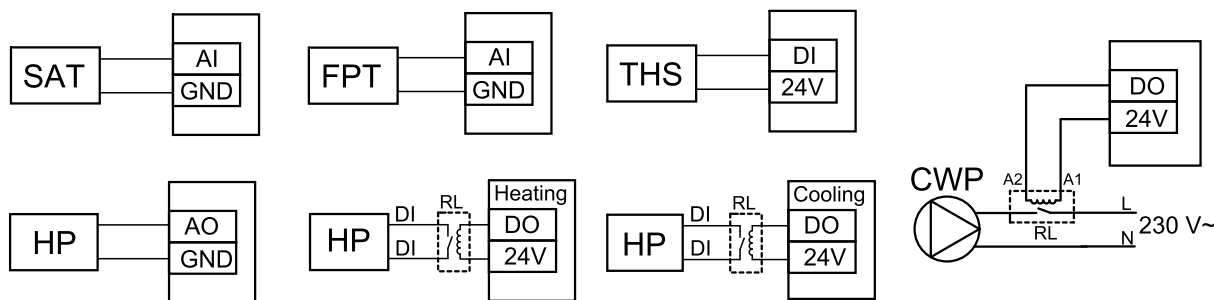 SAT
AI
GND
FPT
AI
GND
THS
DI
24V
DO
24V
A2
A1
CWP
RL
L
N
230 V~
HP
AO
GND
HP
DI
DI
RL
Heating
DO
24V
HP
DI
DI
RL
Cooling
DO
24V